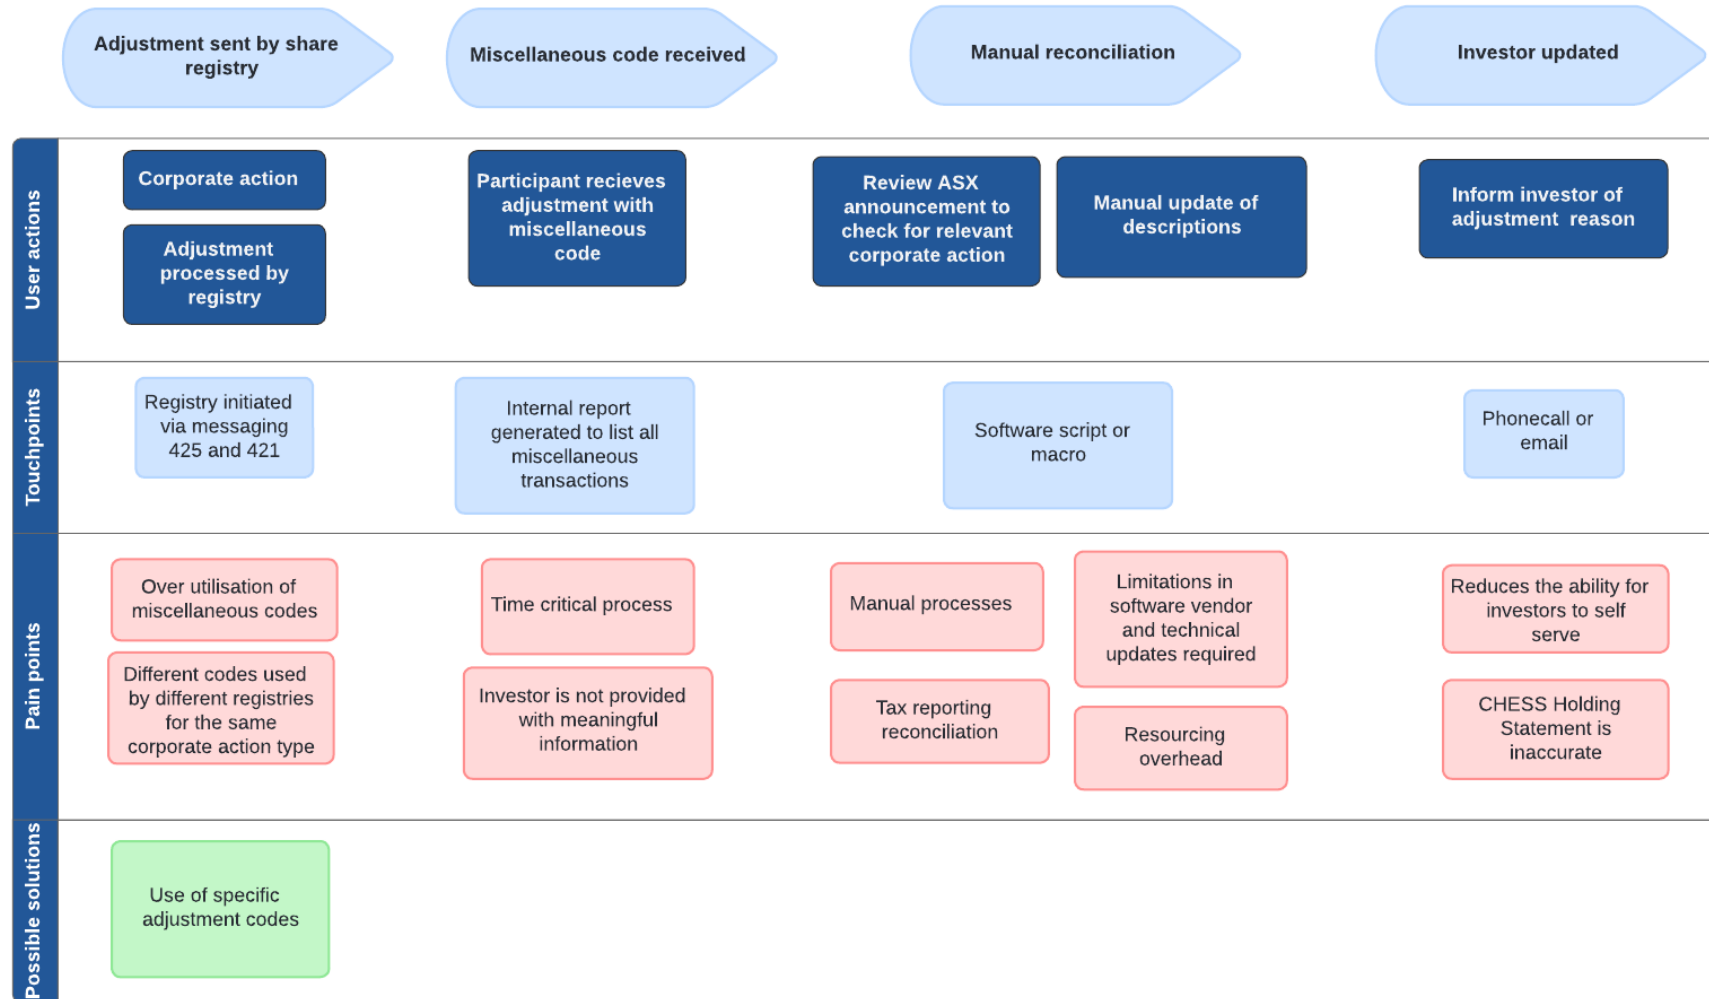 Adjustment sent by share
registry
Miscellaneous code received
Manual reconciliation
Investor updated
User actions
Corporate action
Adjustment
processed by
registry
Participant recieves
adjustment with
miscellaneous
code
Review ASX
announcement to
check for relevant
corporate action
Manual update of
descriptions
Inform investor of
adjustment reason
Touchpoints
Registry initiated
via messaging
425 and 421
Internal report
generated to list all
miscellaneous
transactions
Software script or
macro
Phonecall or
email
Pain points
Over utilisation of
miscellaneous codes
Different codes used
by different registries
for the same
corporate action type
Time critical process
Investor is not provided
with meaningful
information
Manual processes
Tax reporting
reconciliation
Limitations in
software vendor
and technical
updates required
Resourcing
overhead
Reduces the ability for
investors to self
serve
CHESS Holding
Statement is
inaccurate
Possible solutions
Use of specific
adjustment codes